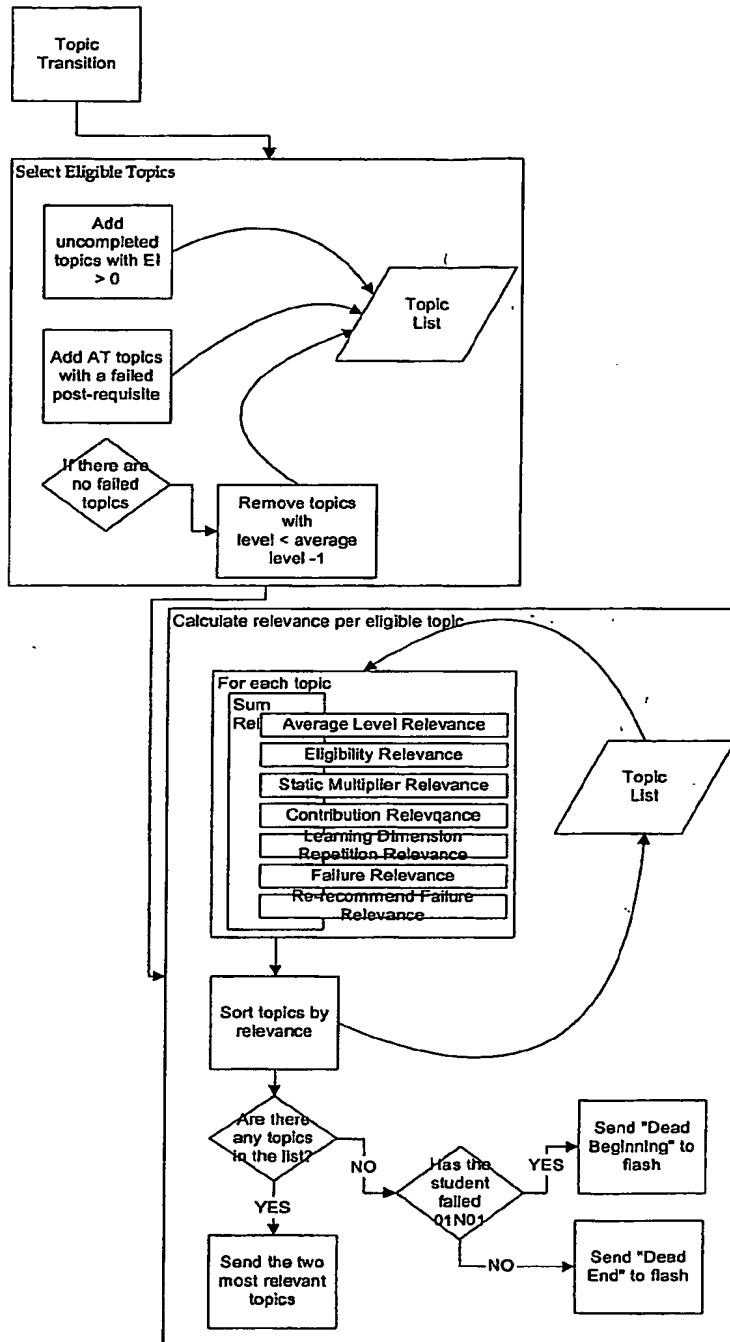 Topic
Transition
Select Eligible Topics
Add
uncompleted
topics with EI
> 0
Topic
List
Add AT topics
with a failed
post-requisite
If there are
no failed
topics
Remove topics
with
level < average
level -1
Calculate relevance per eligible topic
For each topic
Sum
Rel
Average Level Relevance
Eligibility Relevance
Static Multiplier Relevance
Contribution Relevqance
Learning Dimension
Repetition Relevance
Failure Relevance
Re-recommend Failure
Relevance
Topic
List
Sort topics by
relevance
Are there
any topics
in the list?
NO
YES
Has the
student
failed
01N01
YES
NO
Send "Dead
Beginning" to
flash
Send "Dead
End" to flash
Send the two
most relevant
topics